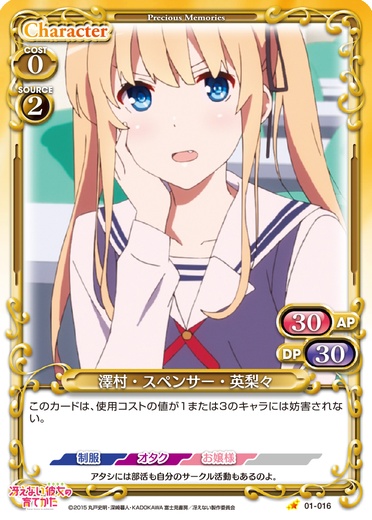 Precious Memories
Character
COST
0
SOURCE
2
30 AP
DP 30
澤村・スペンサー・英梨々
このカードは、使用コストの値が1または3のキャラには妨害されな
い。
制服 オタク お嬢様
アタシには部活も自分のサークル活動もあるのよ。
冴えない彼女の
育てかた
01-016
©2015 丸戸史明・深崎暮人・KADOKAWA 富士見書房／冴えない製作委員会